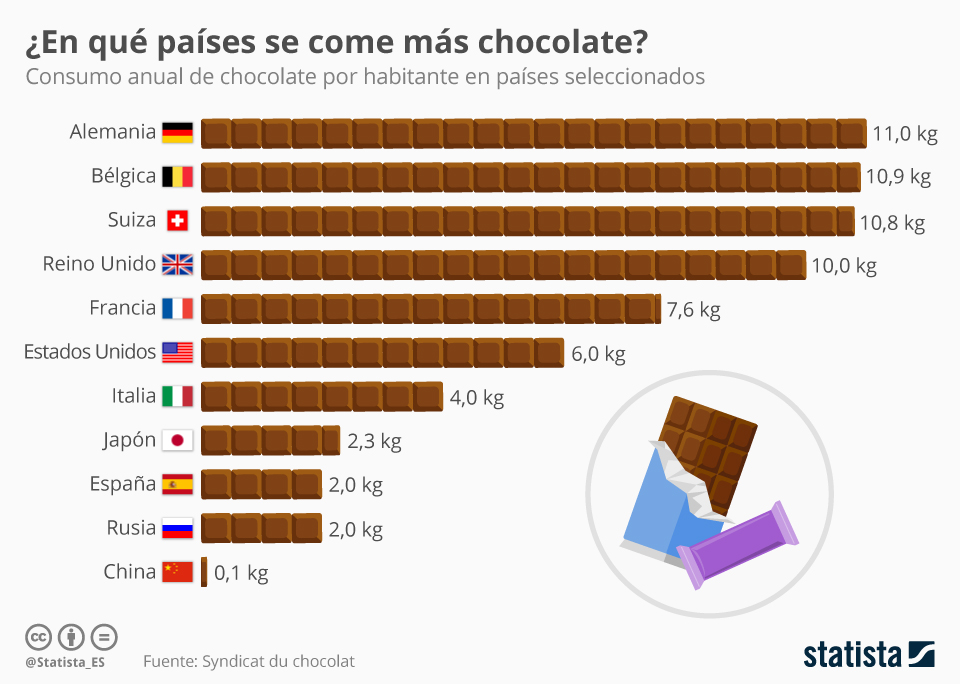 ¿En qué países se come más chocolate?
Consumo anual de chocolate por habitante en países seleccionados
Alemania 11,0 kg
Bélgica 10,9 kg
Suiza 10,8 kg
Reino Unido 10,0 kg
Francia 7,6 kg
Estados Unidos 6,0 kg
Italia 4,0 kg
Japón 2,3 kg
España 2,0 kg
Rusia 2,0 kg
China 0,1 kg
cc
@Statista_ES Fuente: Syndicat du chocolat
statista